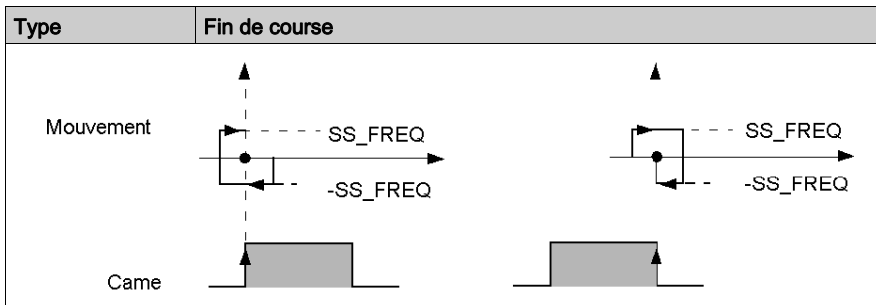 Type Fin de course
Mouvement
SS_FREQ SS_FREQ
-SS_FREQ -SS_FREQ
Came